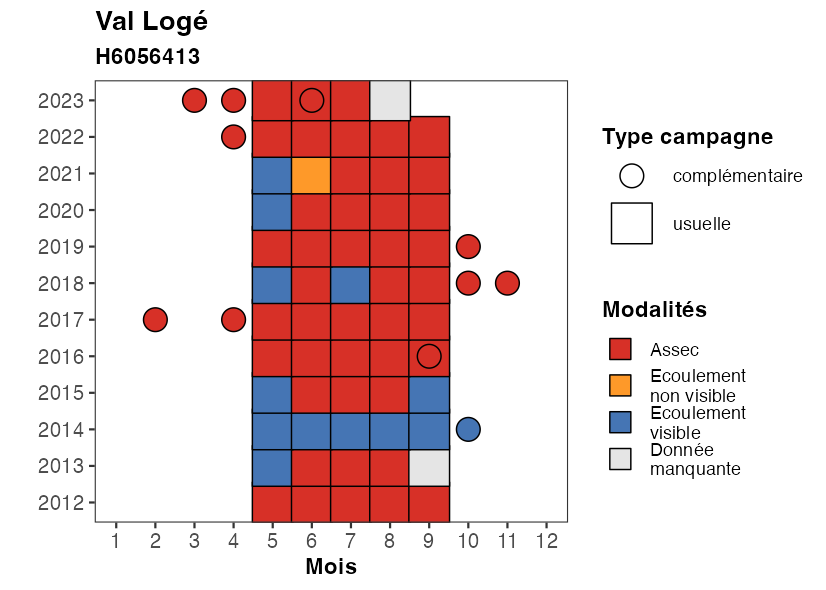 Val Logé
H6056413
2023
2022
2021
2020
2019
2018
2017
2016
2015
2014
2013
2012
1 2 3 4 5 6 7 8 9 10 11 12
Mois
Type campagne
complémentaire
usuelle
Modalités
Assec
Ecoulement
non visible
Ecoulement
visible
Donnée
manquante